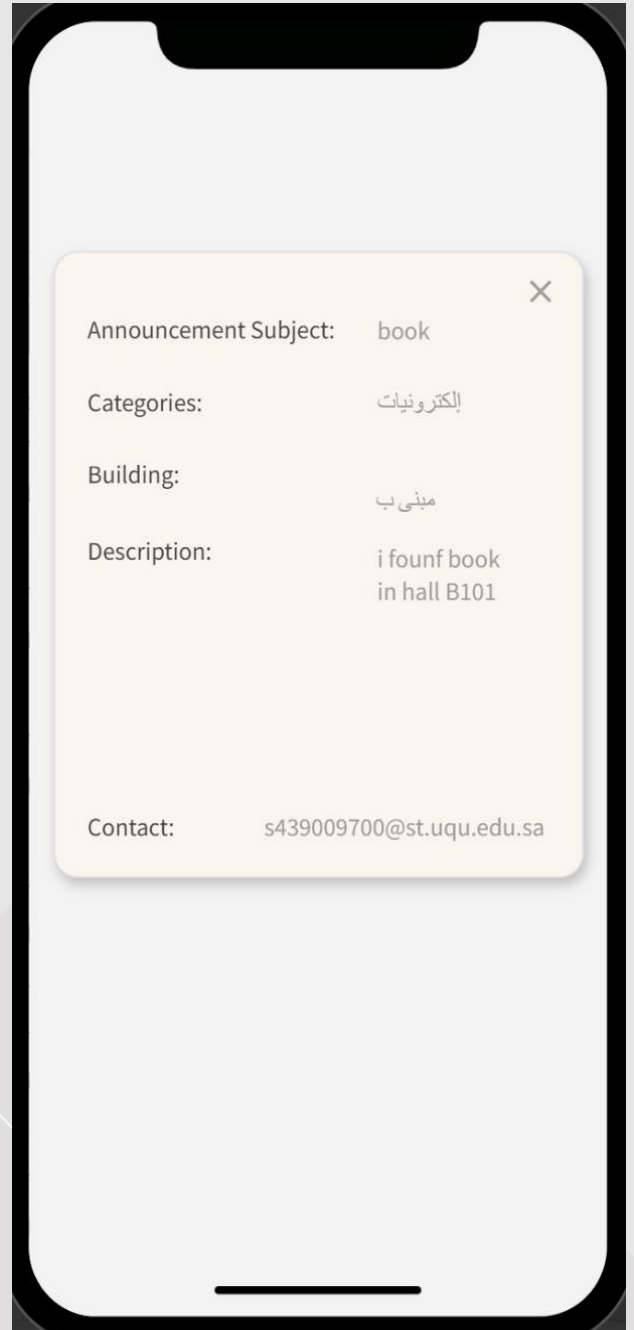 Announcement Subject: book
Categories: إلكترونيات
Building: مبنى ب
Description: i founf book
in hall B101
Contact: s439009700@st.uqu.edu.sa